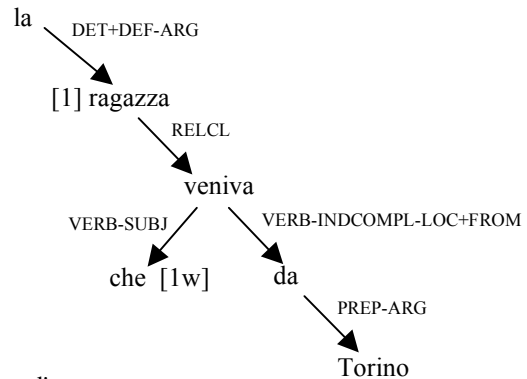 la
DET+DEF-ARG
[1] ragazza
RELCL
veniva
VERB-SUBJ VERB-INDCOMPL-LOC+FROM
che [1w] da
PREP-ARG
Torino